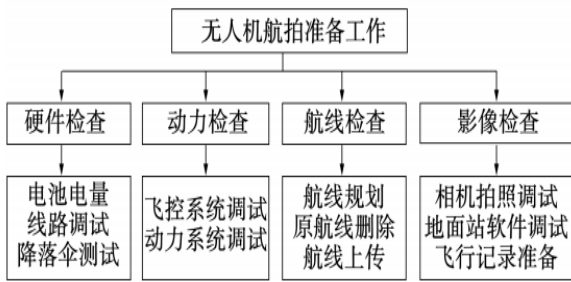 无人机航拍准备工作
硬件检查
动力检查
航线检查
影像检查
电池电量
线路调试
降落伞测试
飞控系统调试
动力系统调试
航线规划
原航线删除
航线上传
相机拍照调试
地面站软件调试
飞行记录准备